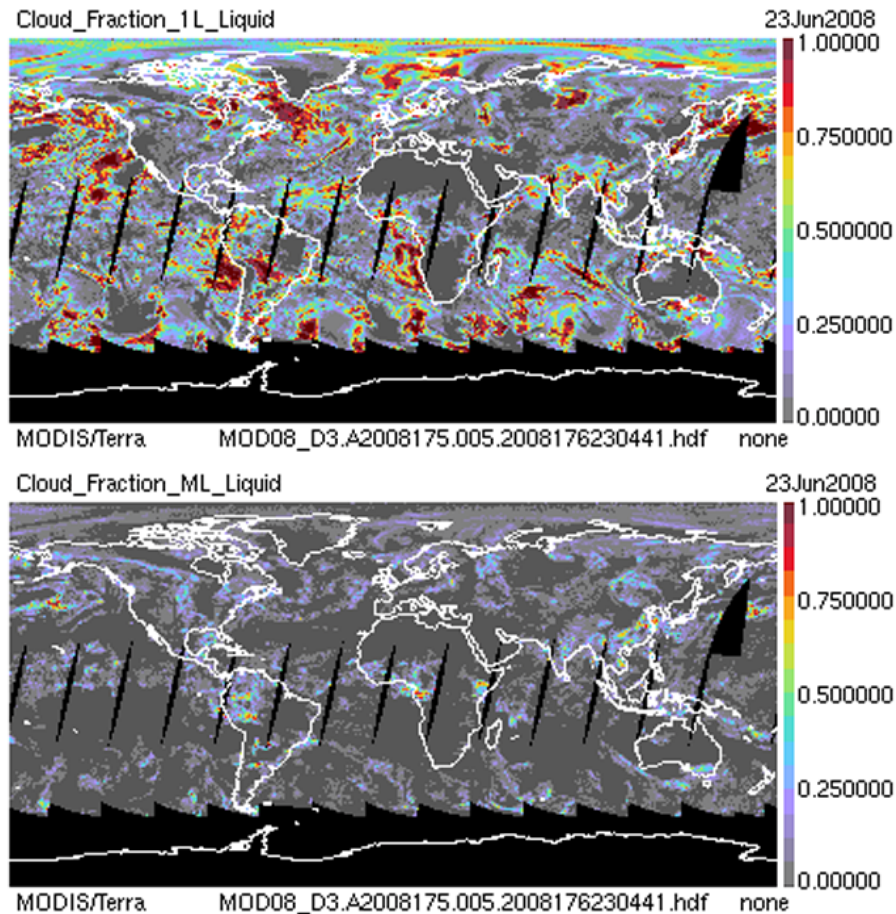 Cloud_Fraction_1L_Liquid 23Jun2008
1.00000
0.750000
0.500000
0.250000
0.00000
MODIS/Terra MOD08_D3.A2008175.005.2008176230441.hdf none
Cloud_Fraction_ML_Liquid 23Jun2008
1.00000
0.750000
0.500000
0.250000
0.00000
MODIS/Terra MOD08_D3.A2008175.005.2008176230441.hdf none